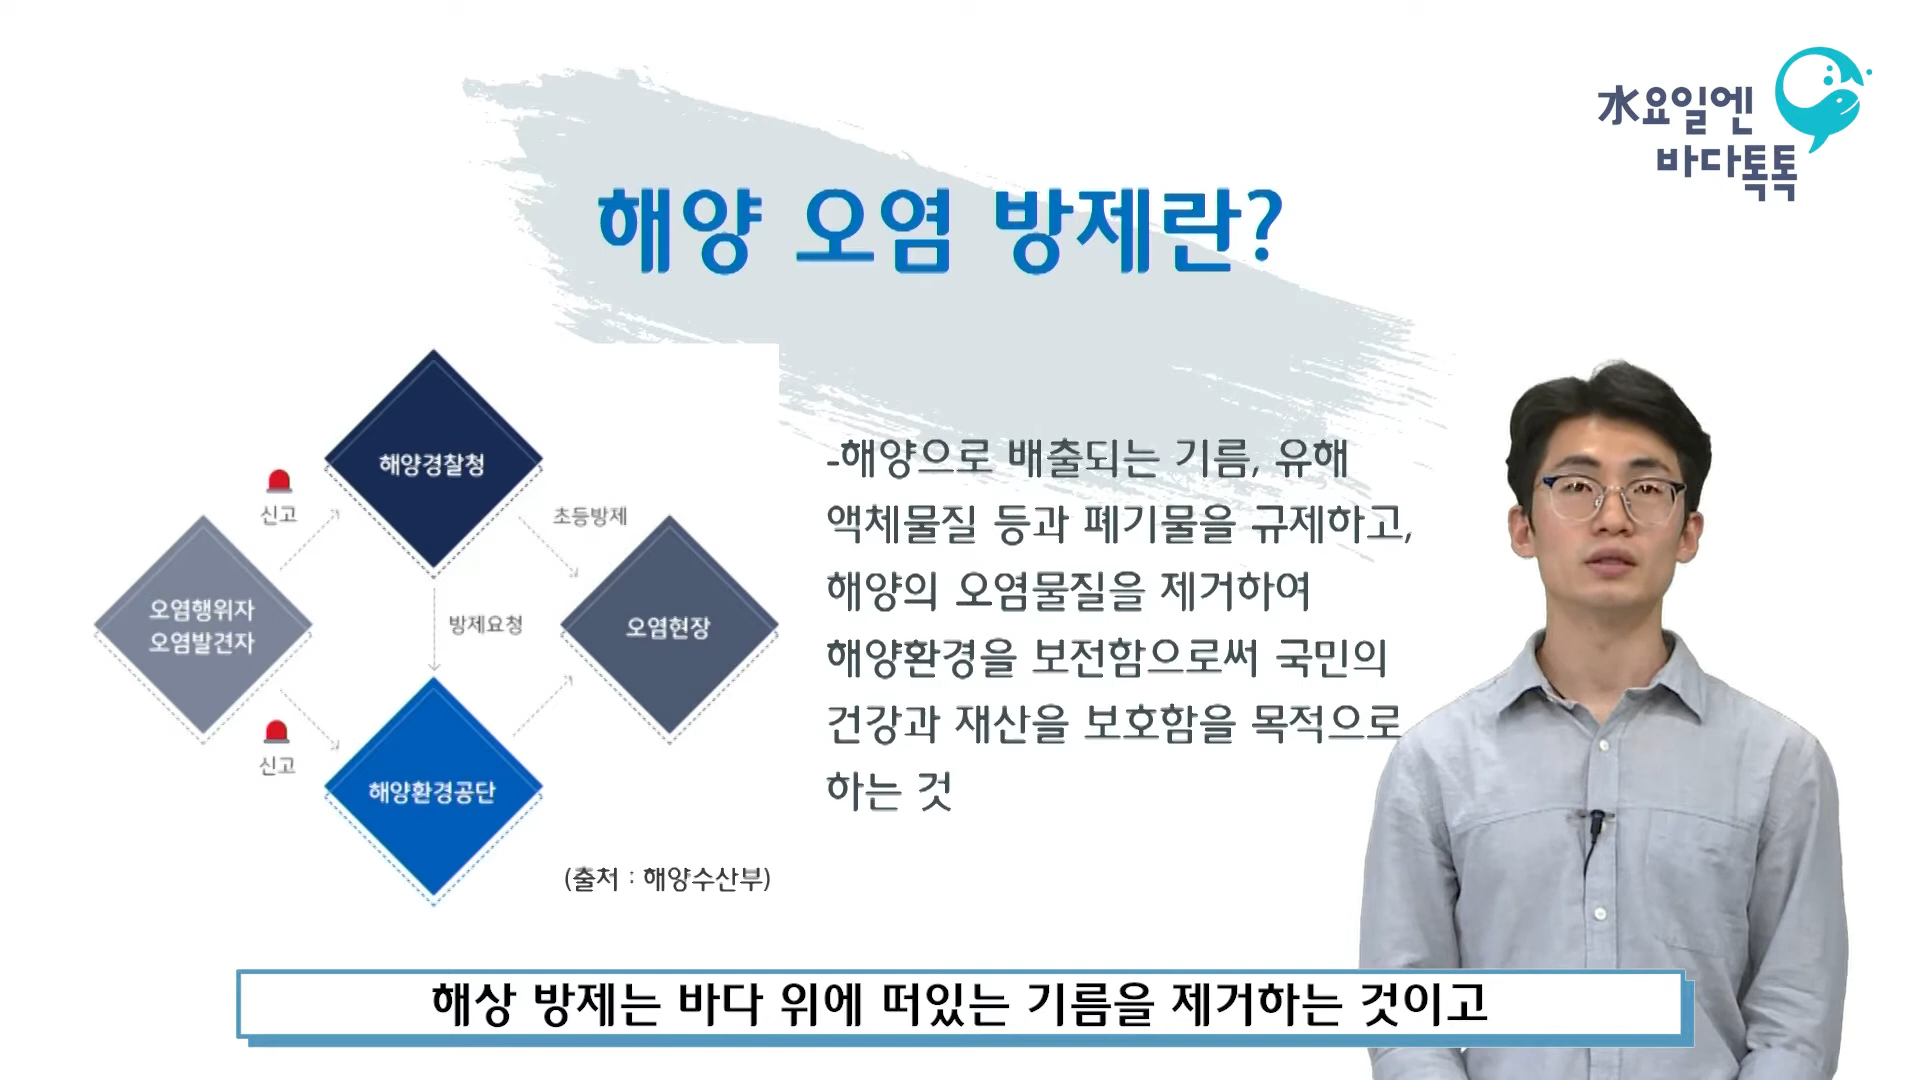 水요일엔
바다톡톡
해양 오염 방제란?
해양경찰청
신고
초등방제
오염행위자
오염발견자
방제요청
오염현장
신고
해양환경공단
(출처 : 해양수산부)
-해양으로 배출되는 기름, 유해
액체물질 등과 폐기물을 규제하고,
해양의 오염물질을 제거하여
해양환경을 보전함으로써 국민의
건강과 재산을 보호함을 목적으로
하는 것
해상 방제는 바다 위에 떠있는 기름을 제거하는 것이고